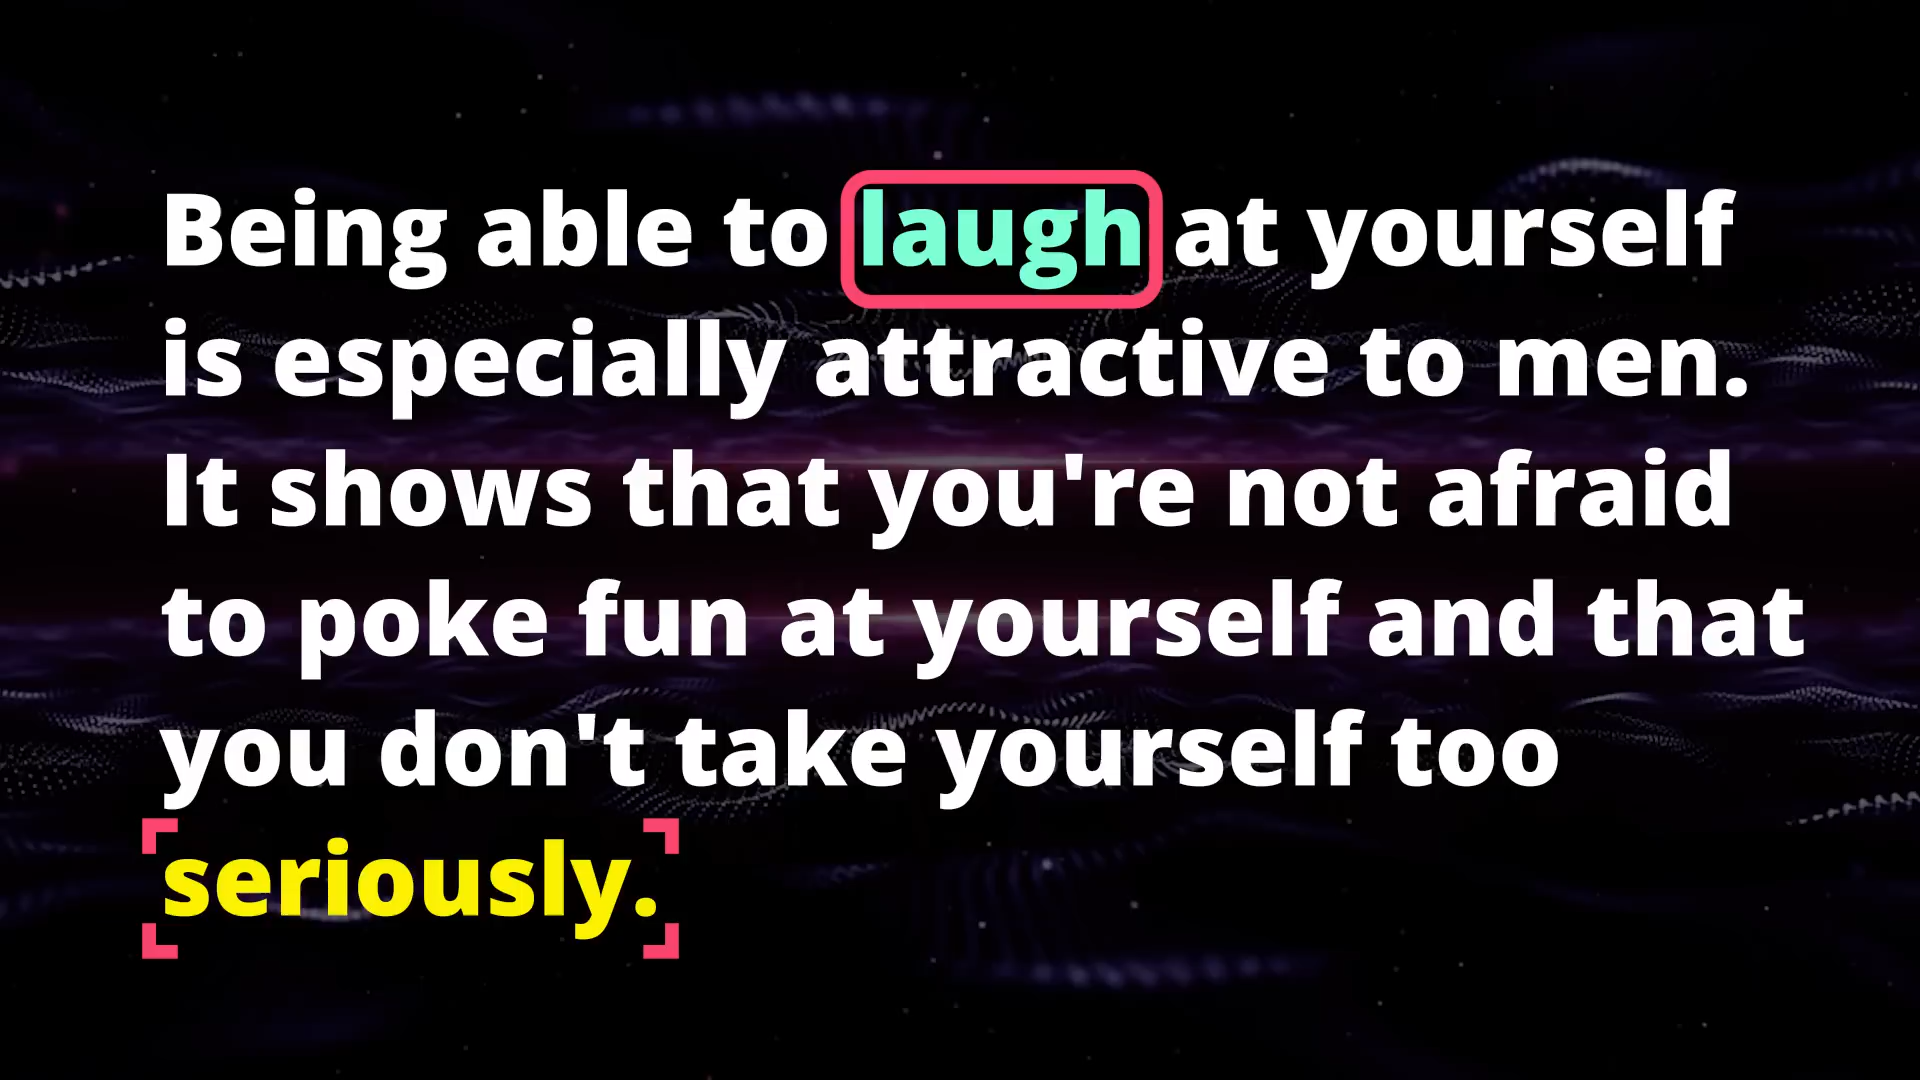 Being able to laugh at yourself
is especially attractive to men.
It shows that you're not afraid
to poke fun at yourself and that
you don't take yourself too
seriously.